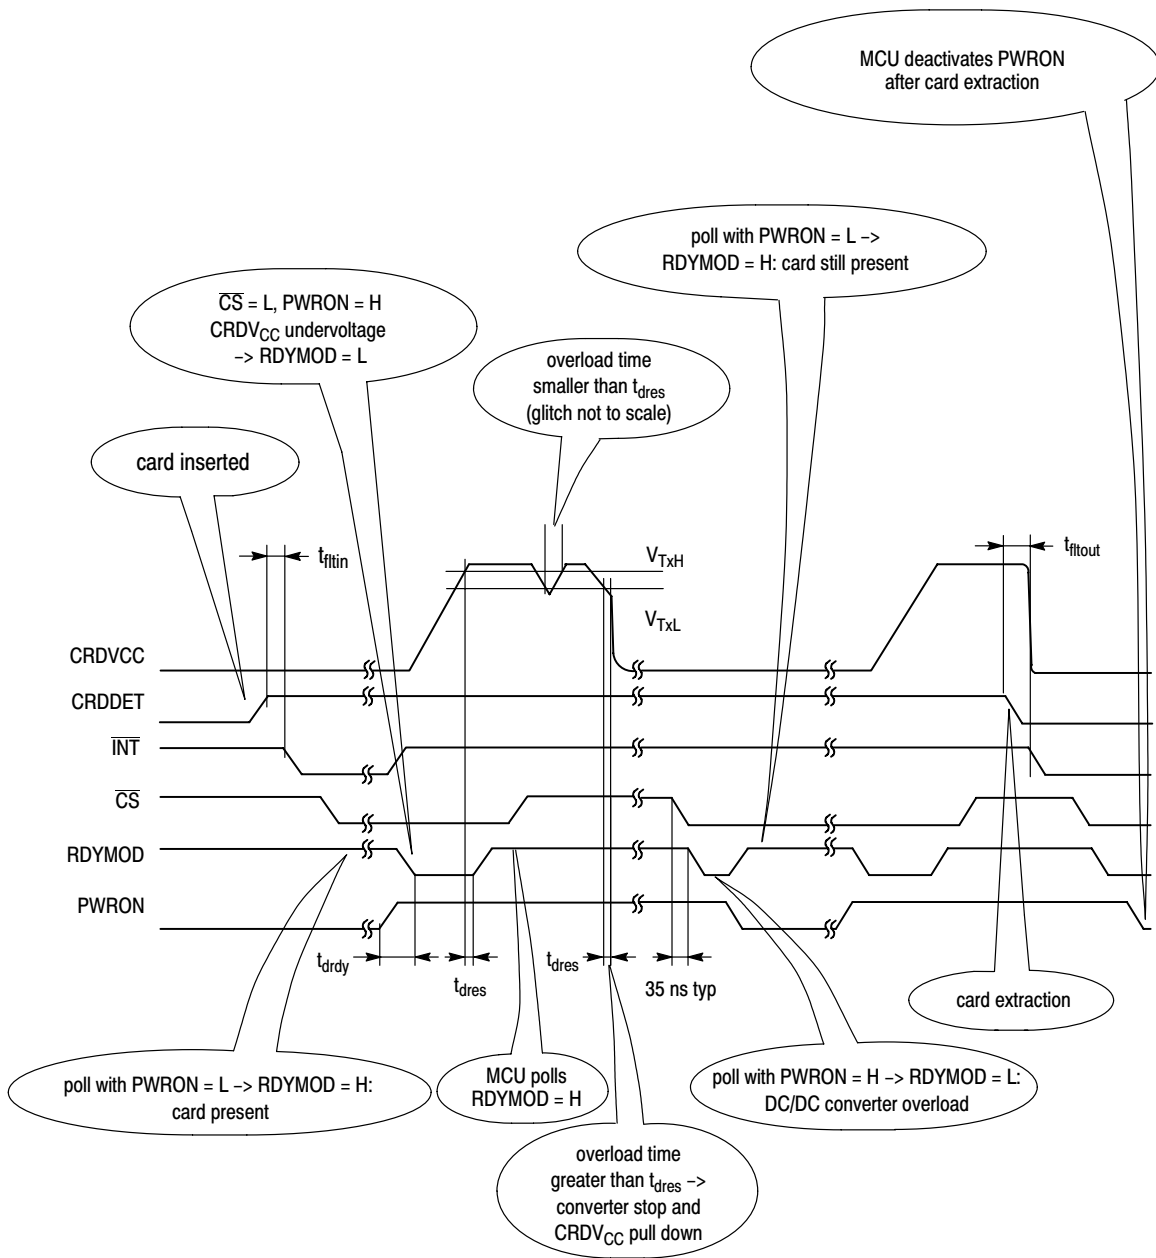 MCU deactivates PWRON
after card extraction
poll with PWRON = L –>
RDYMOD = H: card still present
C̅S̅ = L, PWRON = H
CRDVCC undervoltage
–> RDYMOD = L
overload time
smaller than tdres
(glitch not to scale)
card inserted
tfltin
VTxH
tfltout
VTxL
CRDVCC
CRDDET
I̅N̅T̅
C̅S̅
RDYMOD
PWRON
tdrdy
tdres
tdres
35 ns typ
card extraction
poll with PWRON = L –> RDYMOD = H:
card present
MCU polls
RDYMOD = H
poll with PWRON = H –> RDYMOD = L:
DC/DC converter overload
overload time
greater than tdres –>
converter stop and
CRDVCC pull down